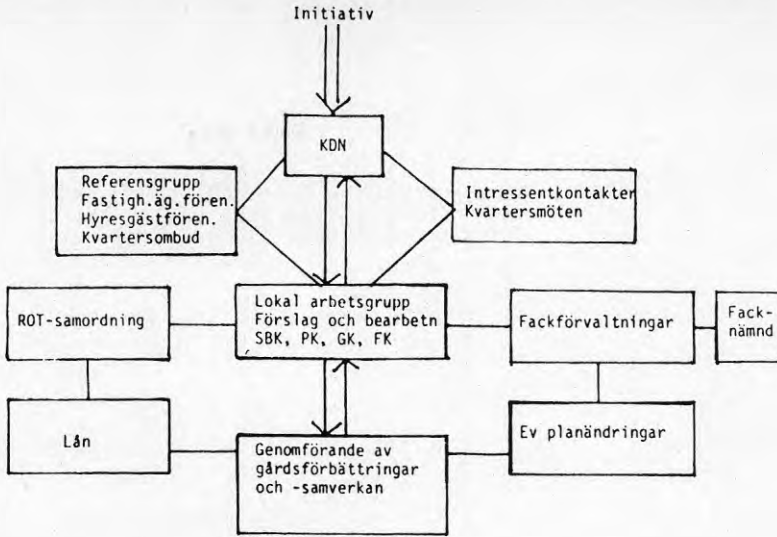 Initiativ
KDN
Referensgrupp
Fastigh.äg.fören.
Hyresgästfören.
Kvartersombud
Intressentkontakter
Kvartersmöten
ROT-samordning
Lokal arbetsgrupp
Förslag och bearbetn
SBK, PK, GK, FK
Fackförvaltningar
Fack-
nämnd
Lån
Genomförande av
gårdsförbättringar
och -samverkan
Ev planändringar